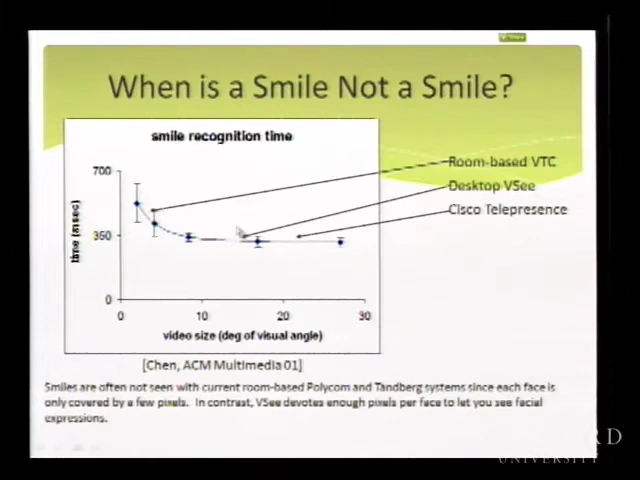 When is a Smile Not a Smile?
smile recognition time
Room-based VTC
Desktop VSee
Cisco Telepresence
700
350
0
time (msec)
0 10 20 30
video size (deg of visual angle)
[Chen, ACM Multimedia 01]
Smiles are often not seen with current room-based Polycom and Tandberg systems since each face is
only covered by a few pixels. In contrast, VSee devotes enough pixels per face to let you see facial
expressions.
RD
UNIVERSITY